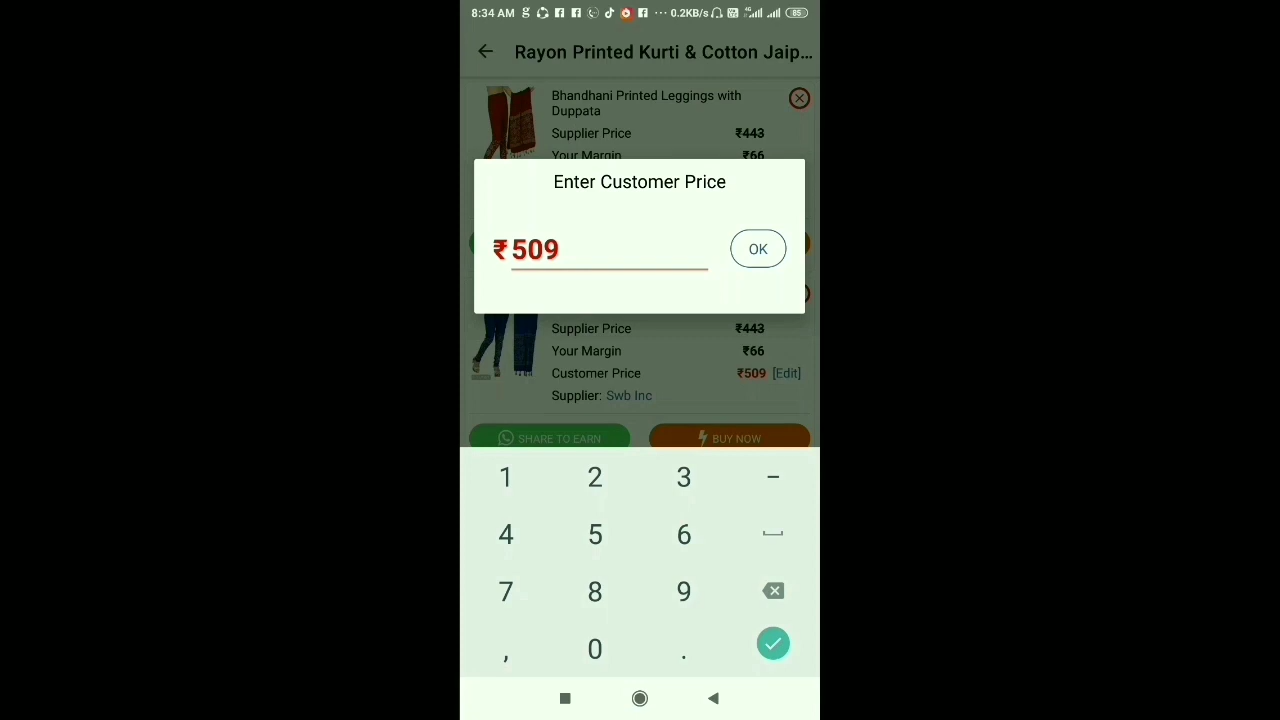 8:34 AM
0.2KB/s
4G
85
Rayon Printed Kurti & Cotton Jaip...
Bhandhani Printed Leggings with
Duppata
Supplier Price ₹443
Your Margin ₹66
Enter Customer Price
₹509
OK
Supplier Price ₹443
Your Margin ₹66
Customer Price ₹509 [Edit]
Supplier: Swb Inc
SHARE TO EARN
BUY NOW
1 2 3 -
4 5 6
7 8 9
, 0 .